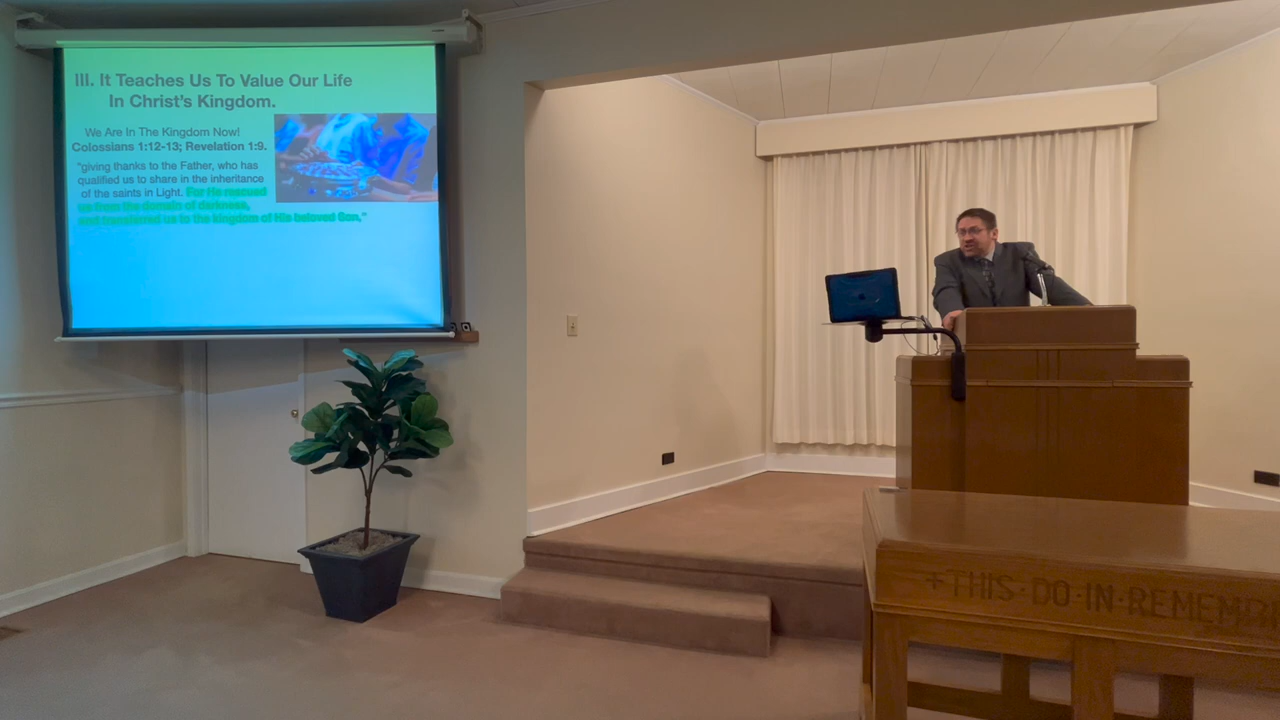 III. It Teaches Us To Value Our Life
In Christ's Kingdom.
We Are In The Kingdom Now!
Colossians 1:12-13; Revelation 1:9.
"giving thanks to the Father, who has
qualified us to share in the inheritance
of the saints in Light. For He rescued
us from the domain of darkness,
and transferred us to the kingdom of His beloved Son,"
+THIS·DO·IN·REMEMBR